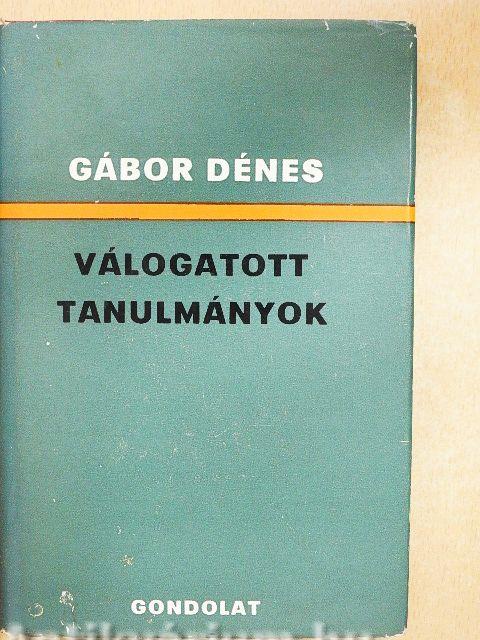 GÁBOR DÉNES
VÁLOGATOTT
TANULMÁNYOK
GONDOLAT